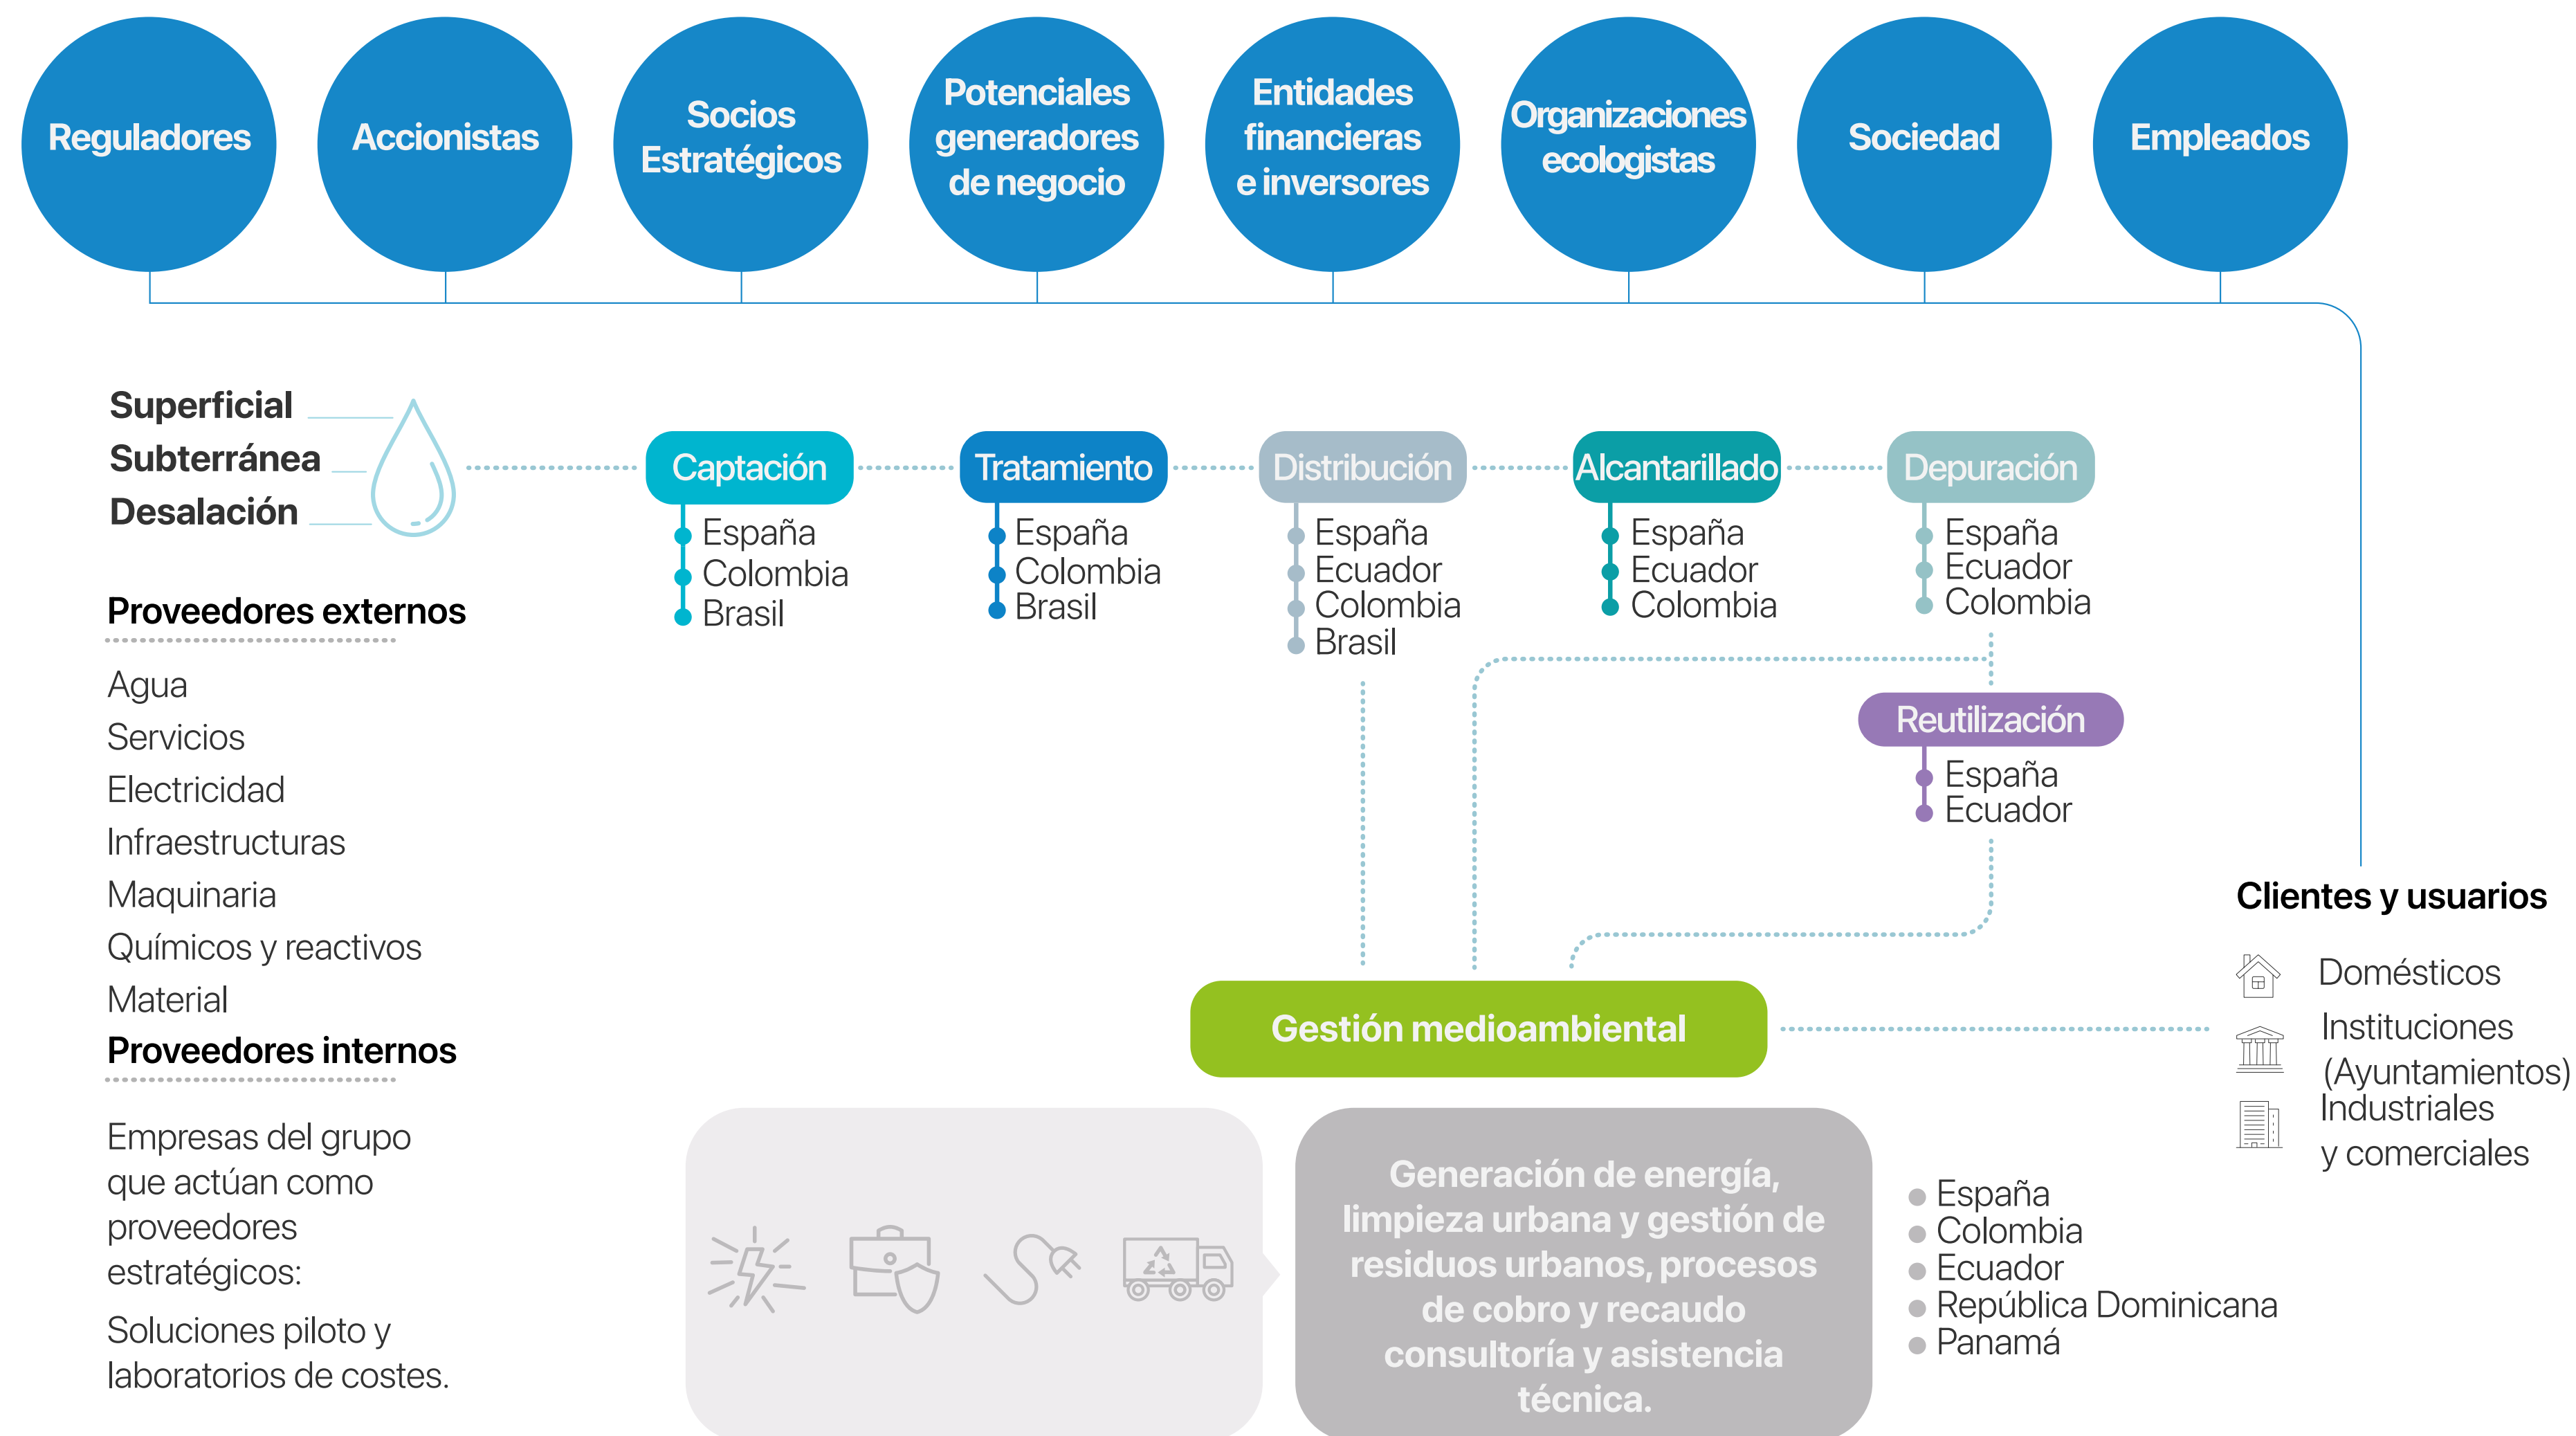 Reguladores
Accionistas
Socios
Estratégicos
Potenciales
generadores
de negocio
Entidades
financieras
e inversores
Organizaciones
ecologistas
Sociedad
Empleados
Superficial
Subterránea
Desalación
Captación
España
Colombia
Brasil
Tratamiento
España
Colombia
Brasil
Distribución
España
Ecuador
Colombia
Brasil
Alcantarillado
España
Ecuador
Colombia
Depuración
España
Ecuador
Colombia
Reutilización
España
Ecuador
Proveedores externos
Agua
Servicios
Electricidad
Infraestructuras
Maquinaria
Químicos y reactivos
Material
Proveedores internos
Empresas del grupo
que actúan como
proveedores
estratégicos:
Soluciones piloto y
laboratorios de costes.
Gestión medioambiental
Generación de energía,
limpieza urbana y gestión de
residuos urbanos, procesos
de cobro y recaudo
consultoría y asistencia
técnica.
España
Colombia
Ecuador
República Dominicana
Panamá
Clientes y usuarios
Domésticos
Instituciones
(Ayuntamientos)
Industriales
y comerciales